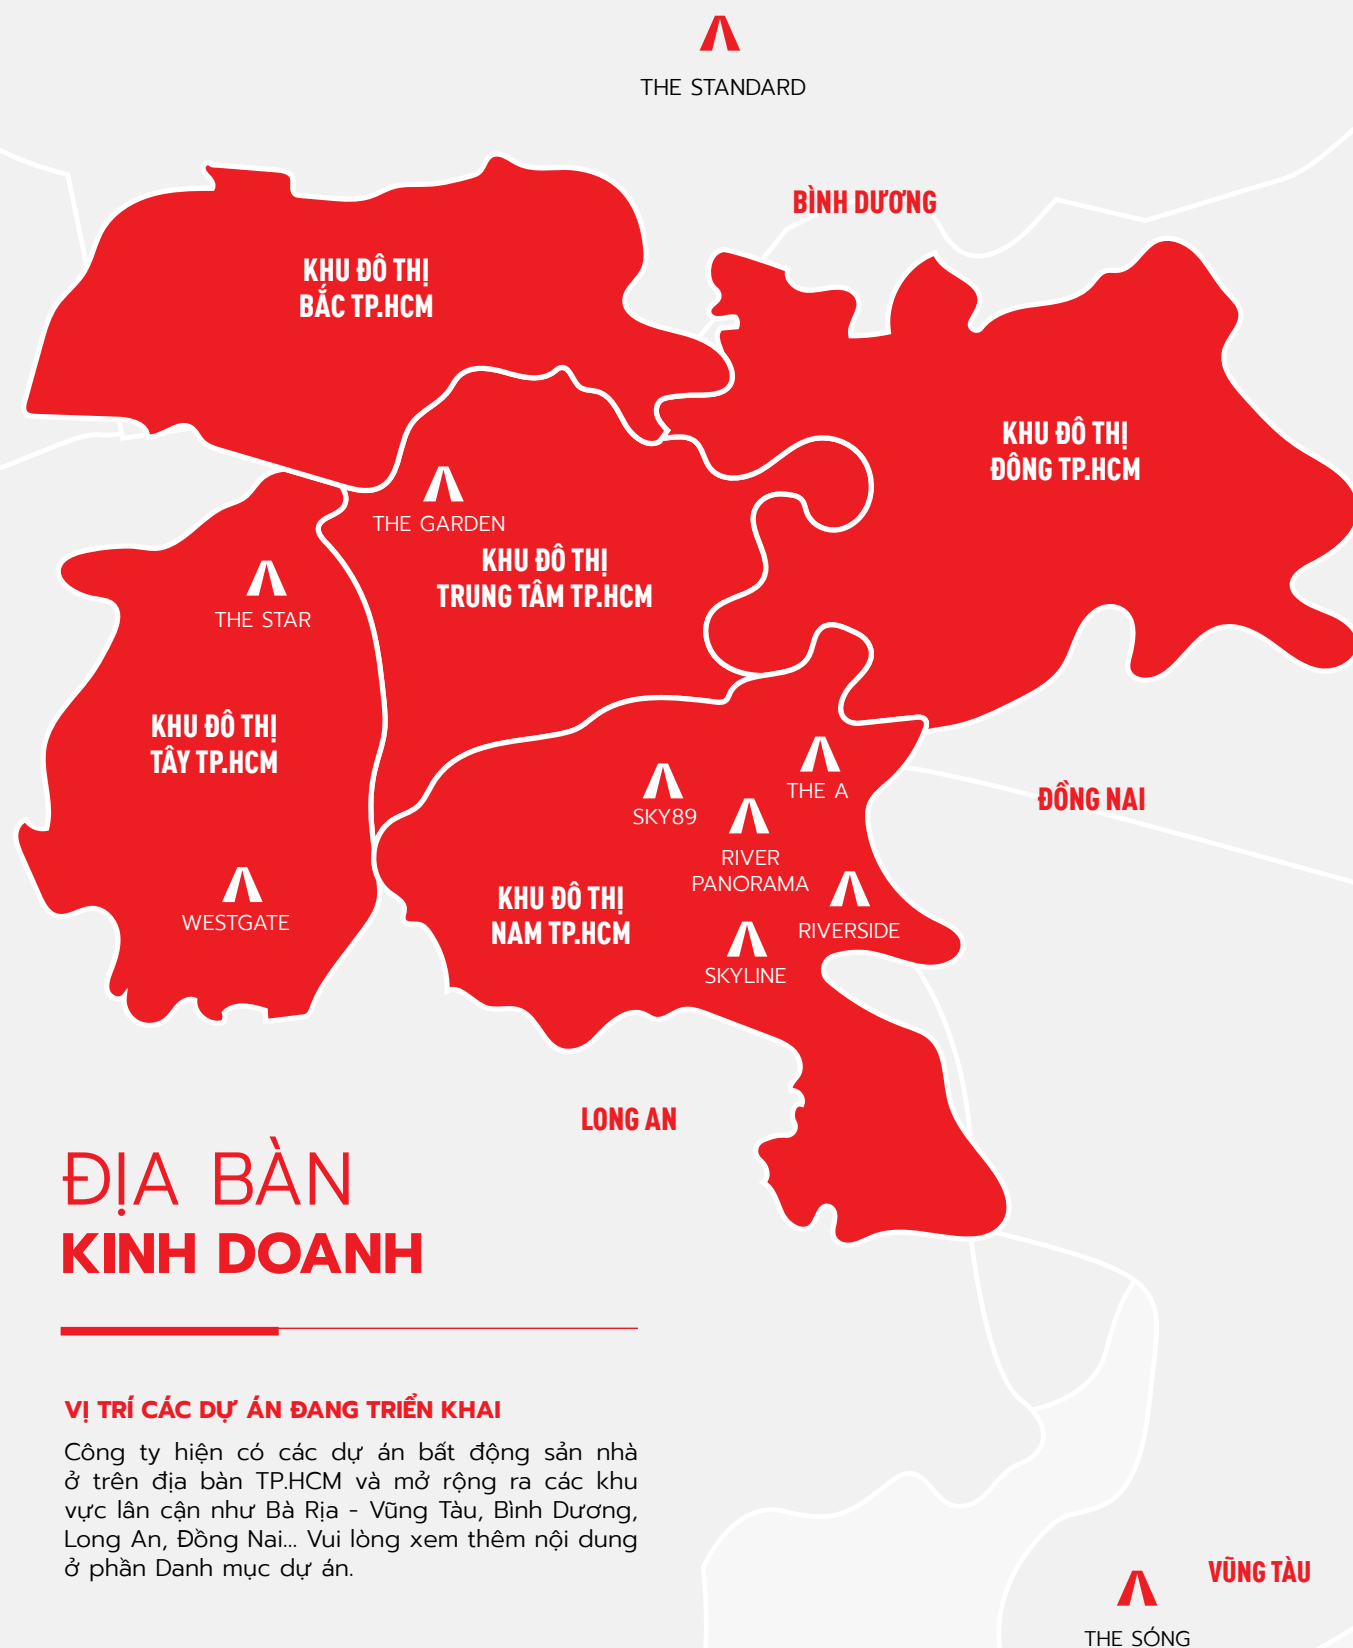 THE STANDARD
BÌNH DƯƠNG
KHU ĐÔ THỊ
BẮC TP.HCM
KHU ĐÔ THỊ
ĐÔNG TP.HCM
THE GARDEN
KHU ĐÔ THỊ
TRUNG TÂM TP.HCM
THE STAR
KHU ĐÔ THỊ
TÂY TP.HCM
THE A
SKY89
ĐỒNG NAI
RIVER
PANORAMA
KHU ĐÔ THỊ
NAM TP.HCM
WESTGATE
RIVERSIDE
SKYLINE
LONG AN
ĐỊA BÀN
KINH DOANH
VỊ TRÍ CÁC DỰ ÁN ĐANG TRIỂN KHAI
Công ty hiện có các dự án bất động sản nhà
ở trên địa bàn TP.HCM và mở rộng ra các khu
vực lân cận như Bà Rịa - Vũng Tàu, Bình Dương,
Long An, Đồng Nai... Vui lòng xem thêm nội dung
ở phần Danh mục dự án.
VŨNG TÀU
THE SÓNG